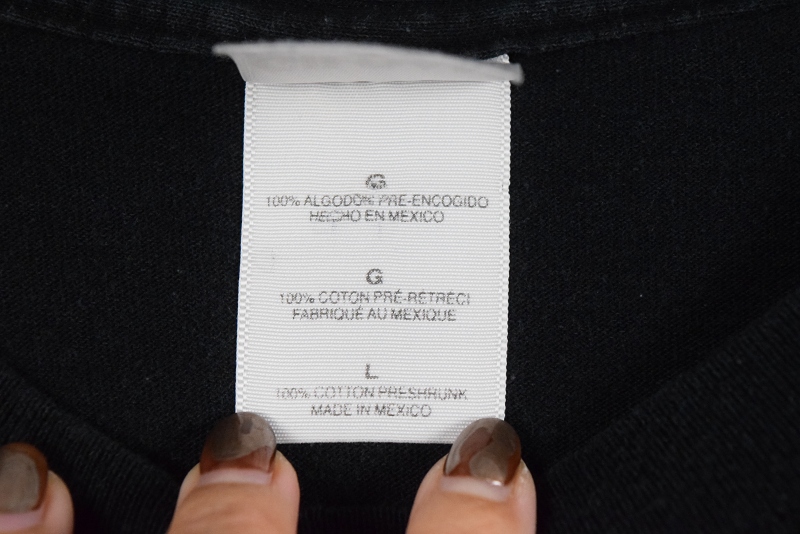 G
100% ALGODON PRE-ENCOGIDO
HECHO EN MEXICO
G
100% COTON PRÉ-RÉTRÉCI
FABRIQUÉ AU MEXIQUE
L
100% COTTON PRESHRUNK
MADE IN MEXICO